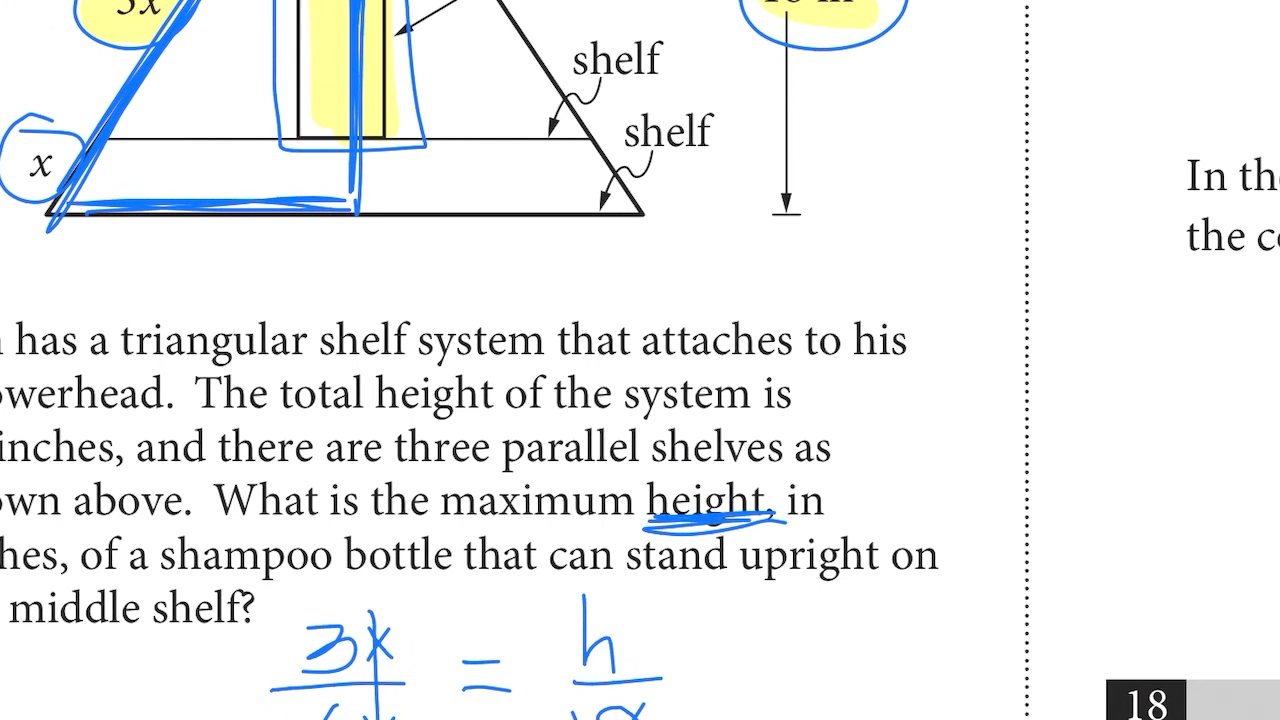 3x
shelf
shelf
x
In th
the c
has a triangular shelf system that attaches to his
owerhead. The total height of the system is
inches, and there are three parallel shelves as
own above. What is the maximum height, in
hes, of a shampoo bottle that can stand upright on
middle shelf?
3x = h
18